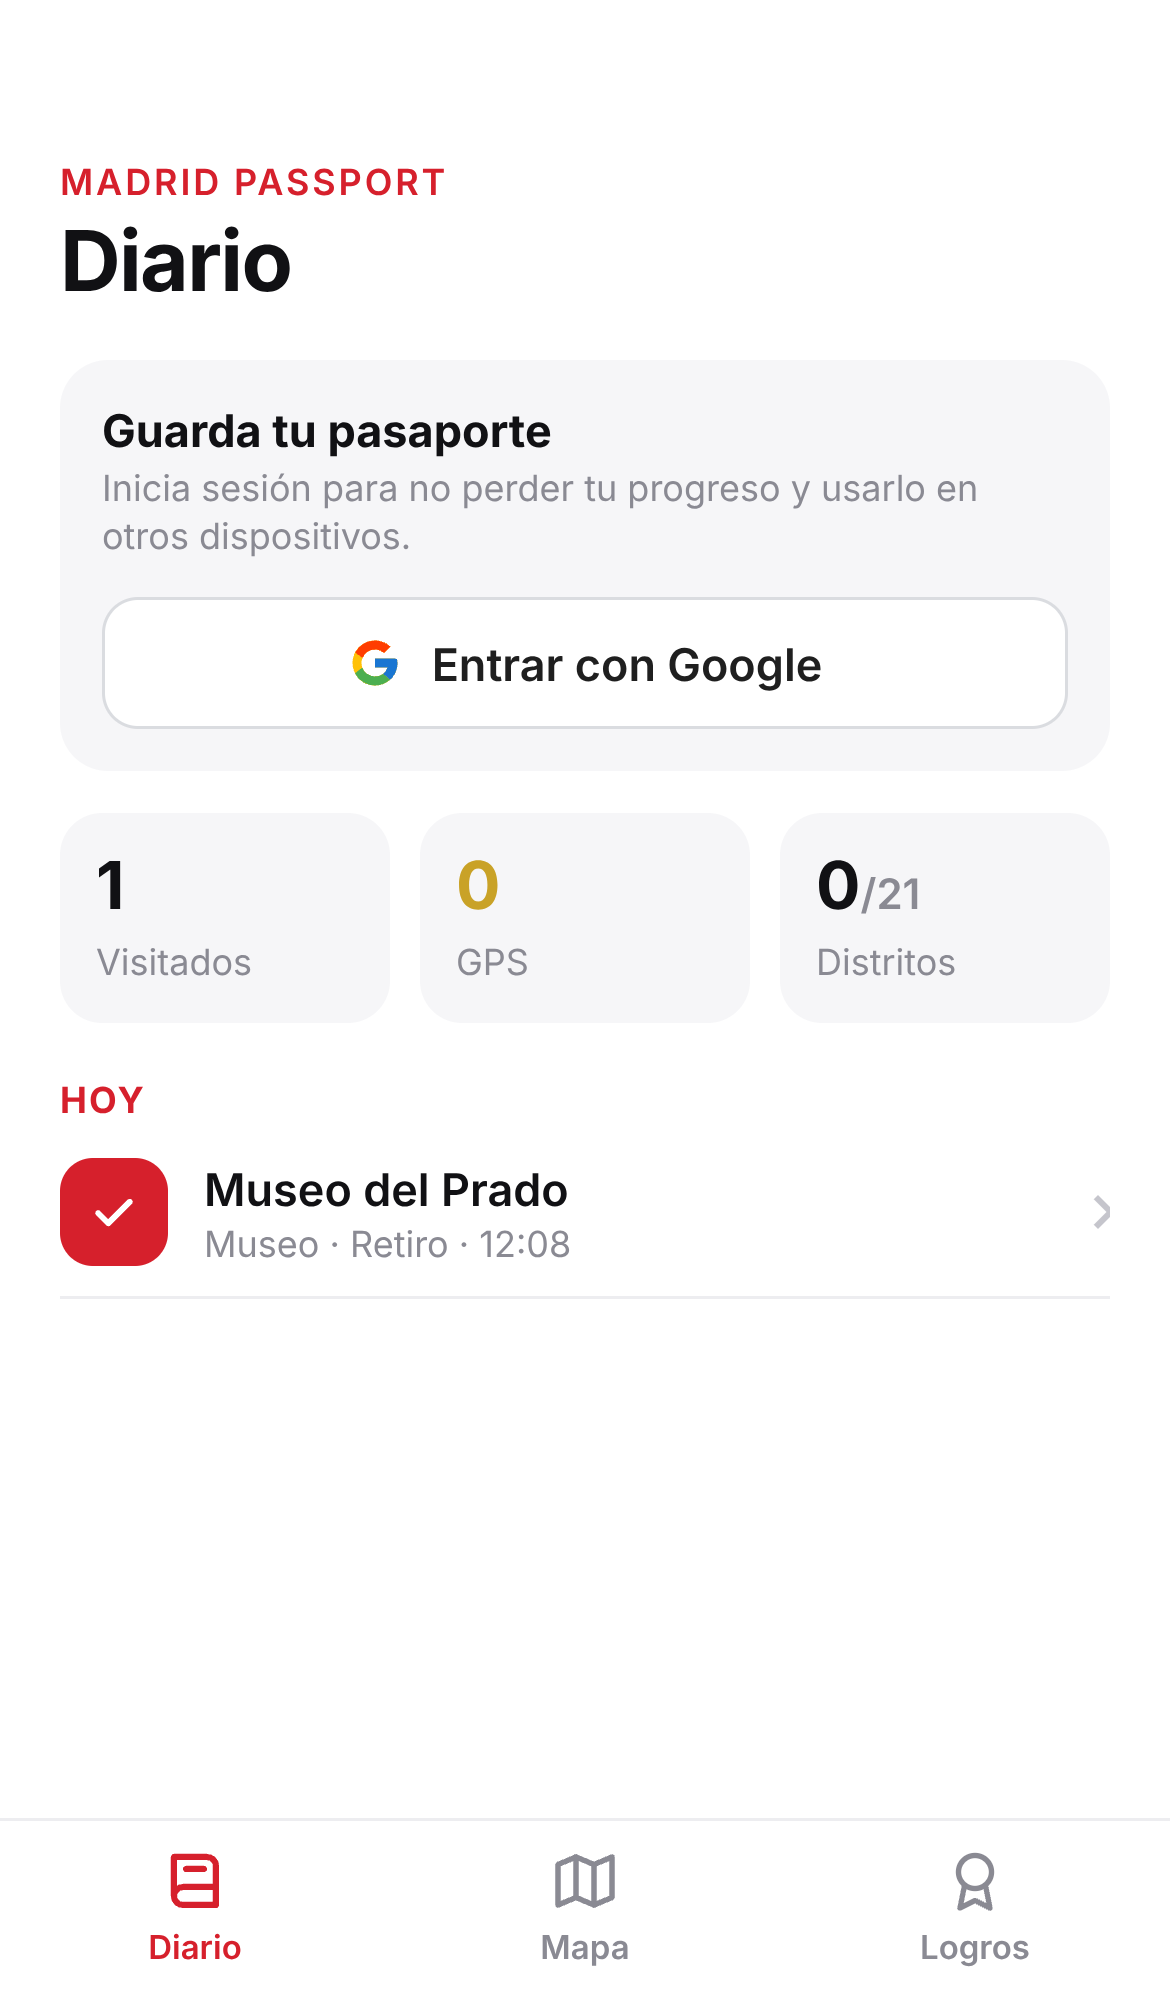 MADRID PASSPORT
Diario
Guarda tu pasaporte
Inicia sesión para no perder tu progreso y usarlo en
otros dispositivos.
Entrar con Google
1
Visitados
0
GPS
0/21
Distritos
HOY
Museo del Prado
Museo · Retiro · 12:08
Diario
Mapa
Logros